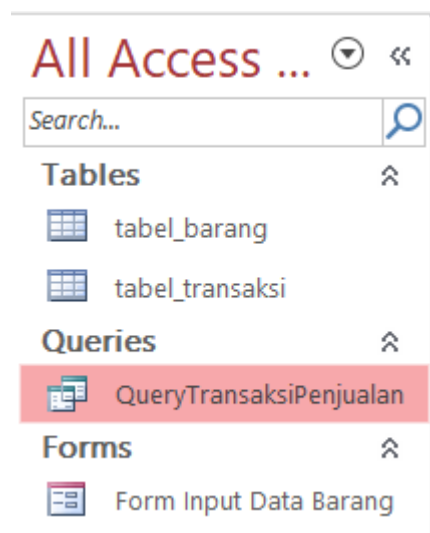 All Access ...
Search...
Tables
tabel_barang
tabel_transaksi
Queries
QueryTransaksiPenjualan
Forms
Form Input Data Barang